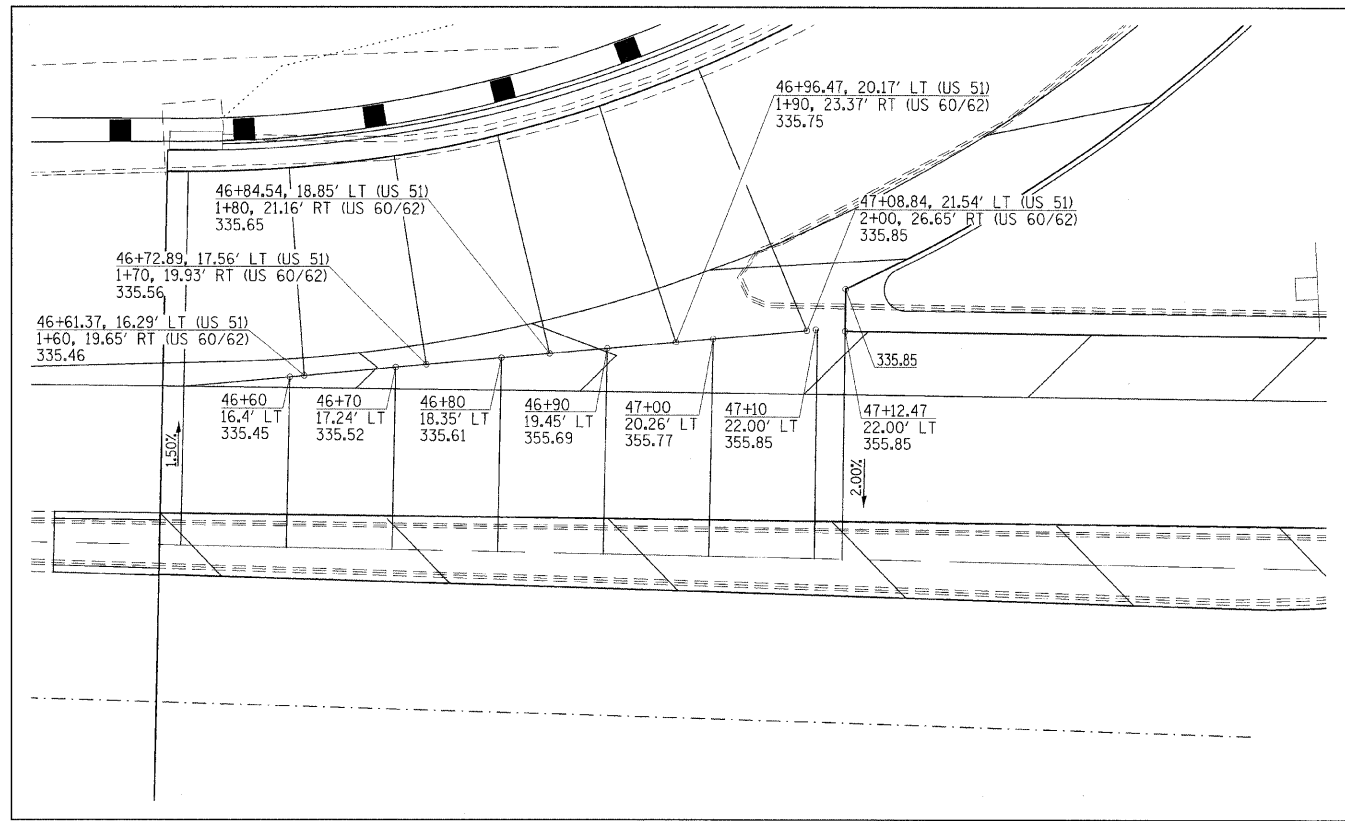 46+96.47, 20.17' LT (US 51)
1+90, 23.37' RT (US 60/62)
335.75
46+84.54, 18.85' LT (US 51)
1+80, 21.16' RT (US 60/62)
335.65
47+08.84, 21.54' LT (US 51)
2+00, 26.65' RT (US 60/62)
335.85
46+72.89, 17.56' LT (US 51)
1+70, 19.93' RT (US 60/62)
335.56
46+61.37, 16.29' LT (US 51)
1+60, 19.65' RT (US 60/62)
335.46
335.85
46+60
16.4' LT
335.45
46+70
17.24' LT
335.52
46+80
18.35' LT
335.61
46+90
19.45' LT
355.69
47+00
20.26' LT
355.77
47+10
22.00' LT
355.85
47+12.47
22.00' LT
355.85
1.50%
2.00%